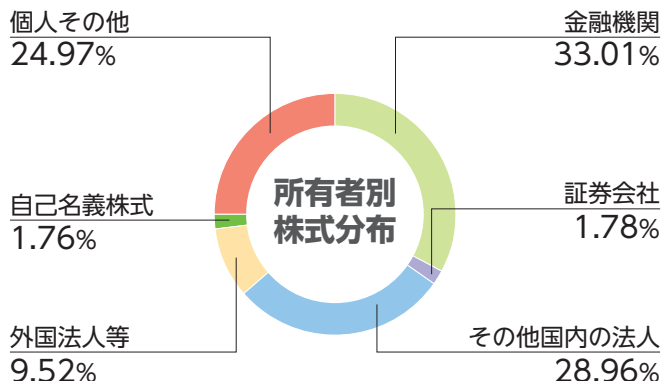 個人その他
24.97%
金融機関
33.01%
所有者別
株式分布
自己名義株式
1.76%
証券会社
1.78%
外国法人等
9.52%
その他国内の法人
28.96%